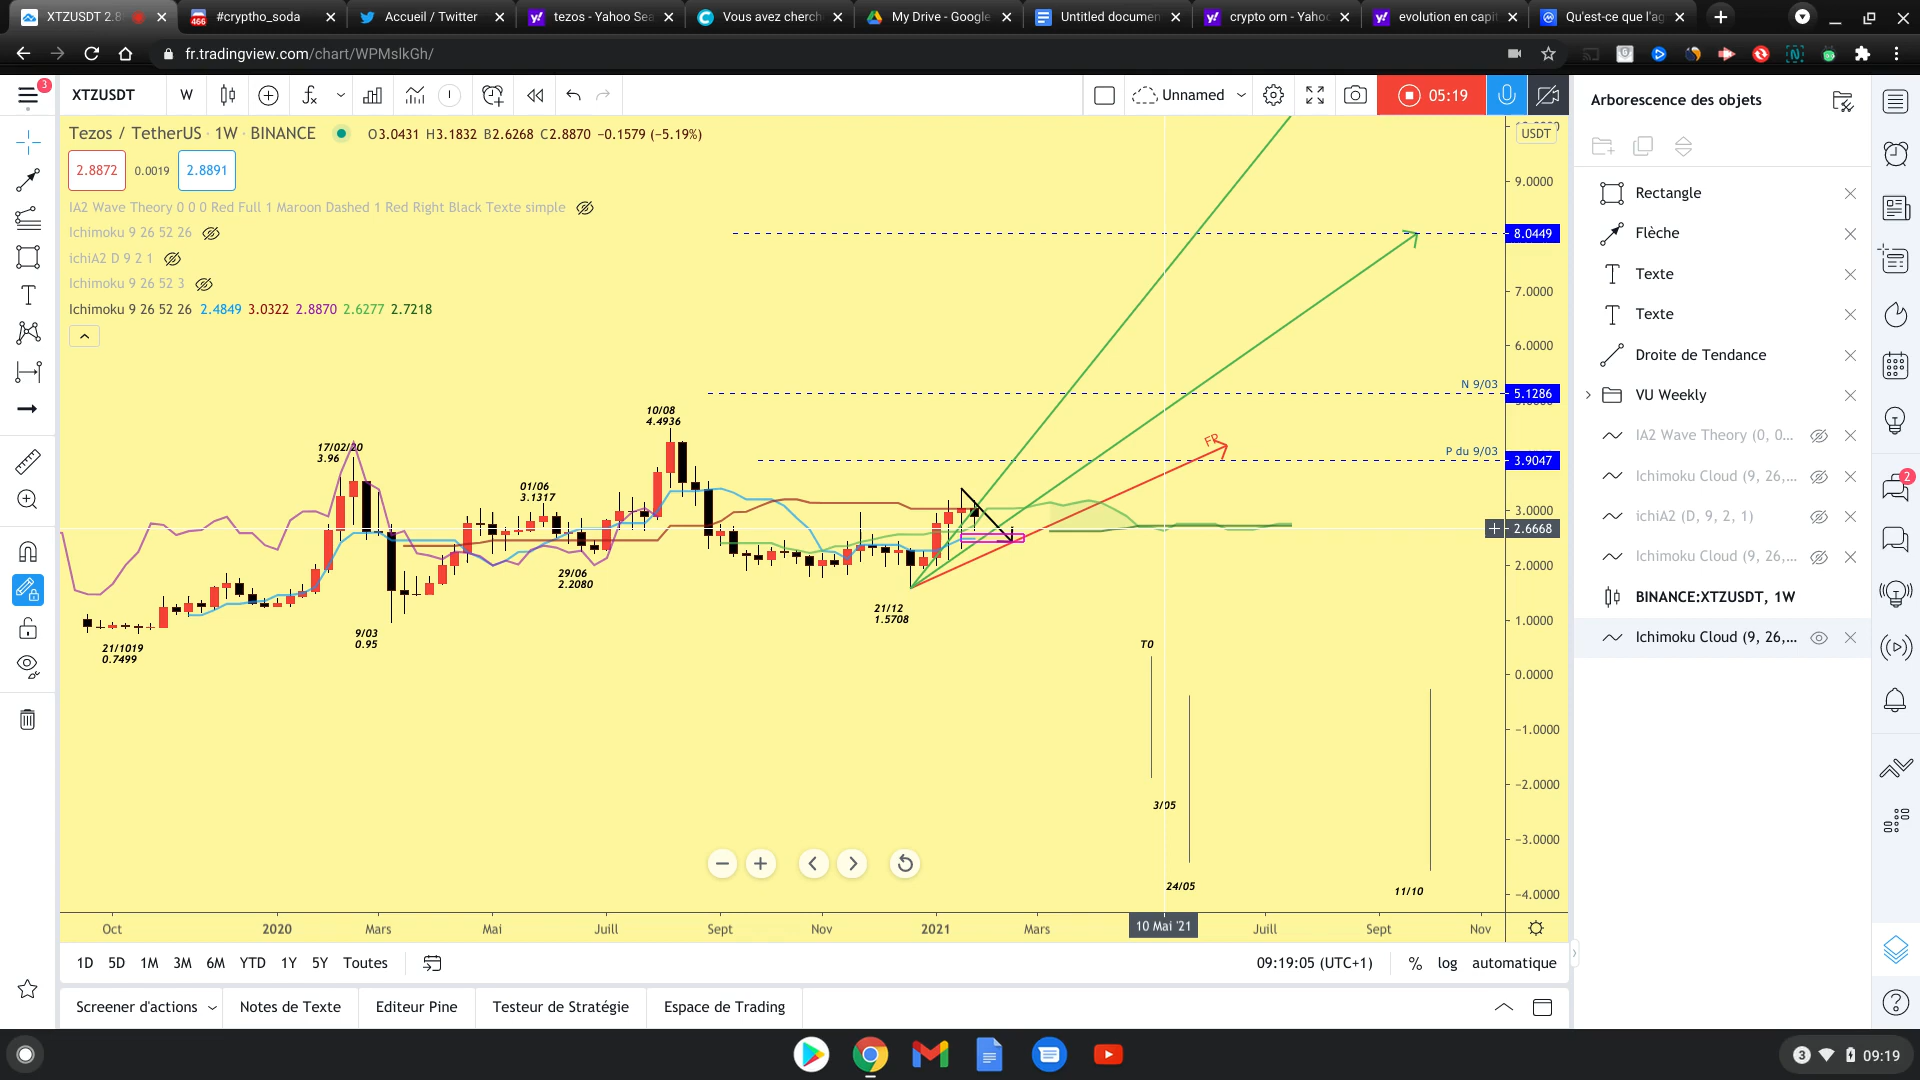 XTZUSDT 2.8
#cryptho_soda
Accueil / Twitter
tezos - Yahoo Sea
Vous avez cherch
My Drive - Google
Untitled documen
crypto orn - Yahoo
evolution en capit
Qu'est-ce que l'ag
fr.tradingview.com/chart/WPMslkGh/
3
XTZUSDT
W
Unnamed
05:19
Arborescence des objets
Tezos / TetherUS · 1W · BINANCE
O3.0431 H3.1832 B2.6268 C2.8870 −0.1579 (−5.19%)
USDT
2.8872
0.0019
2.8891
9.0000
IA2 Wave Theory 0 0 0 Red Full 1 Maroon Dashed 1 Red Right Black Texte simple
Ichimoku 9 26 52 26
8.0449
ichiA2 D 9 2 1
Ichimoku 9 26 52 3
7.0000
Ichimoku 9 26 52 26 2.4849 3.0322 2.8870 2.6277 2.7218
6.0000
N 9/03
5.1286
10/08
4.4936
17/02/20
3.96
FR
P du 9/03
3.9047
01/06
3.1317
3.0000
2.6668
29/06
2.2080
2.0000
21/12
1.5708
1.0000
9/03
0.95
21/1019
0.7499
T0
0.0000
−1.0000
−2.0000
3/05
−3.0000
24/05
11/10
−4.0000
Oct
2020
Mars
Mai
Juill
Sept
Nov
2021
Mars
10 Mai '21
Juill
Sept
Nov
Rectangle
Flèche
Texte
Texte
Droite de Tendance
VU Weekly
IA2 Wave Theory (0, 0...
Ichimoku Cloud (9, 26,...
ichiA2 (D, 9, 2, 1)
Ichimoku Cloud (9, 26,...
BINANCE:XTZUSDT, 1W
Ichimoku Cloud (9, 26,...
2
1D 5D 1M 3M 6M YTD 1Y 5Y Toutes
09:19:05 (UTC+1)
% log automatique
Screener d'actions
Notes de Texte
Editeur Pine
Testeur de Stratégie
Espace de Trading
3
09:19